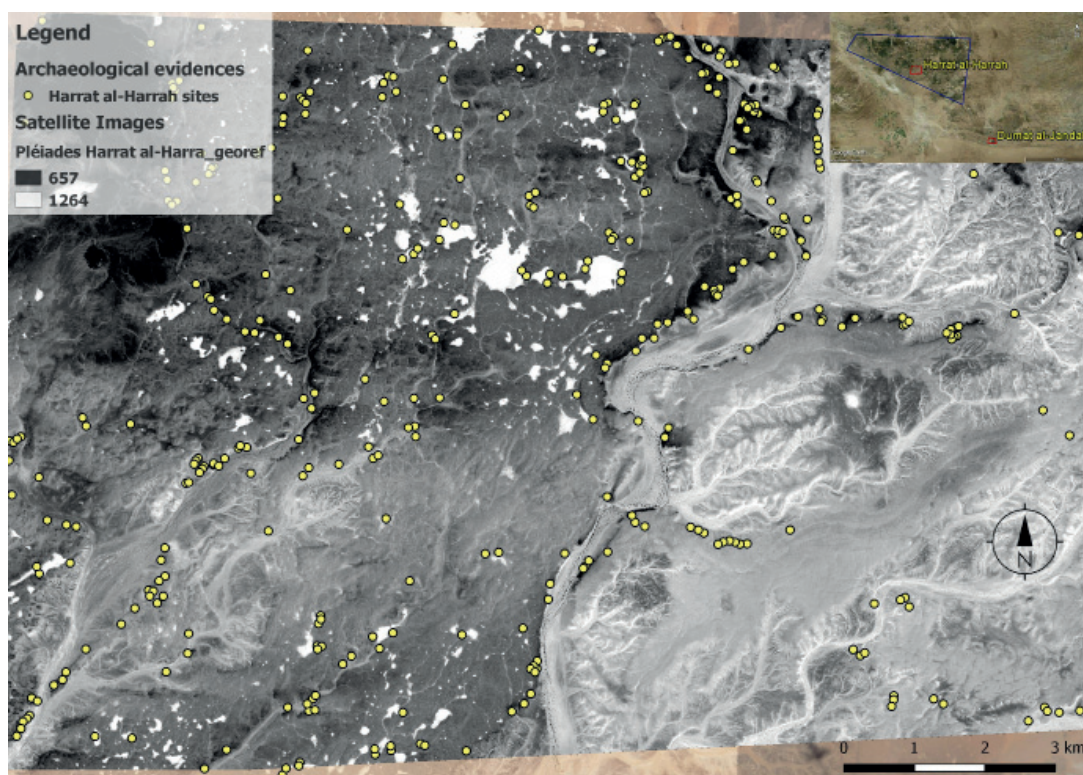 Legend
Archaeological evidences
Harrat al-Harrah sites
Satellite Images
Pléiades Harrat al-Harra_georef
657
1264
Harrat al-Harrah
Dumat al-Jandal
N
0 1 2 3 km